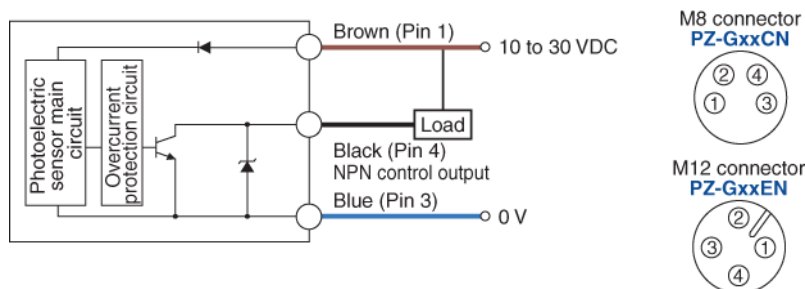 Brown (Pin 1)
10 to 30 VDC
Photoelectric
sensor main
circuit
Overcurrent
protection circuit
Load
Black (Pin 4)
NPN control output
Blue (Pin 3)
0 V
M8 connector
PZ-GxxCN
2 4
1 3
M12 connector
PZ-GxxEN
2
3 1
4